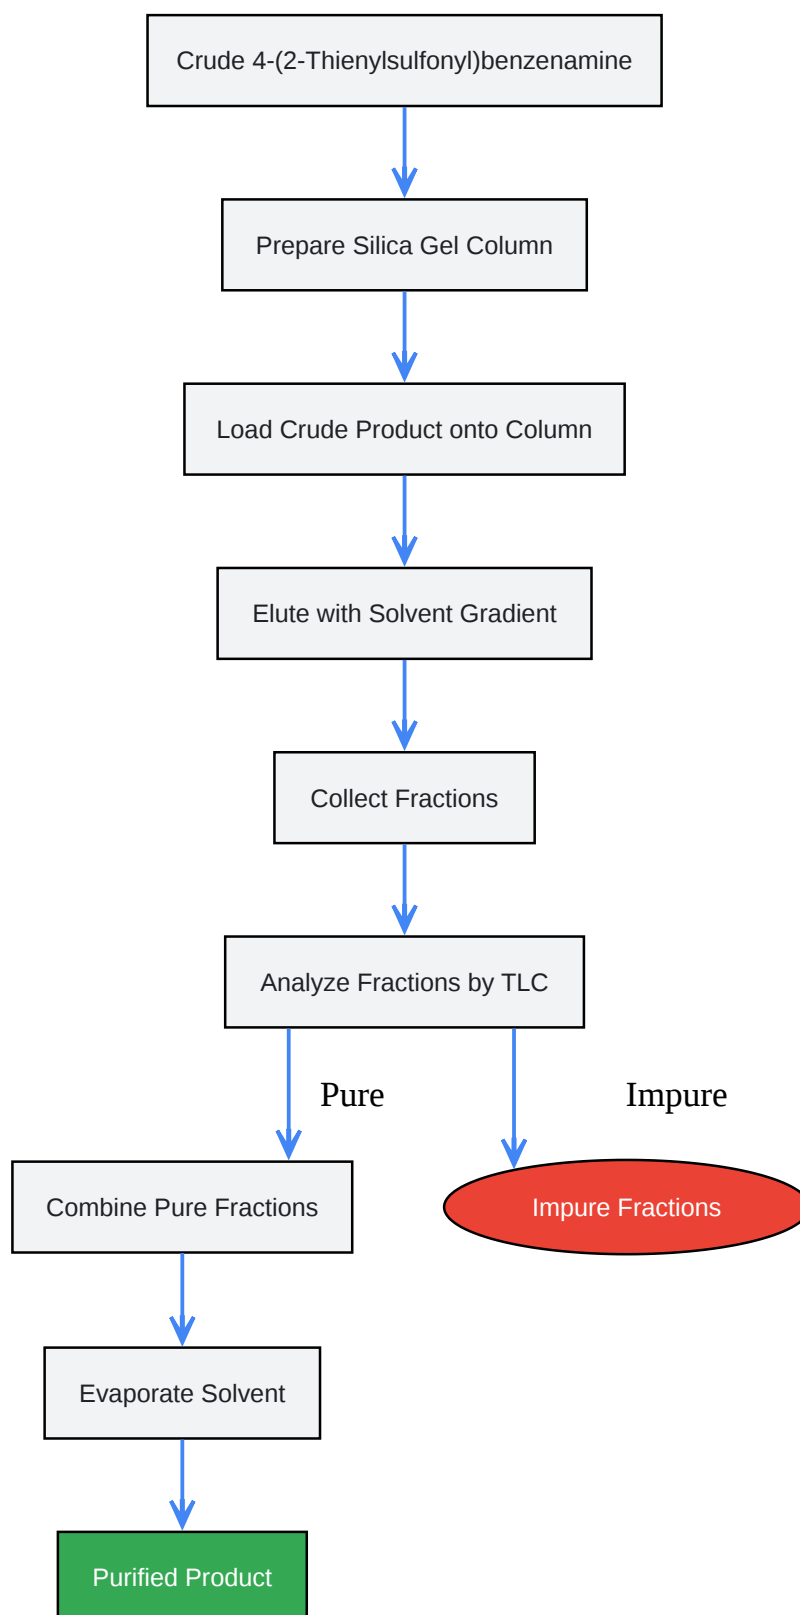 Crude 4-(2-Thienylsulfonyl)benzenamine
Prepare Silica Gel Column
Load Crude Product onto Column
Elute with Solvent Gradient
Collect Fractions
Analyze Fractions by TLC
Pure
Impure
Combine Pure Fractions
Impure Fractions
Evaporate Solvent
Purified Product